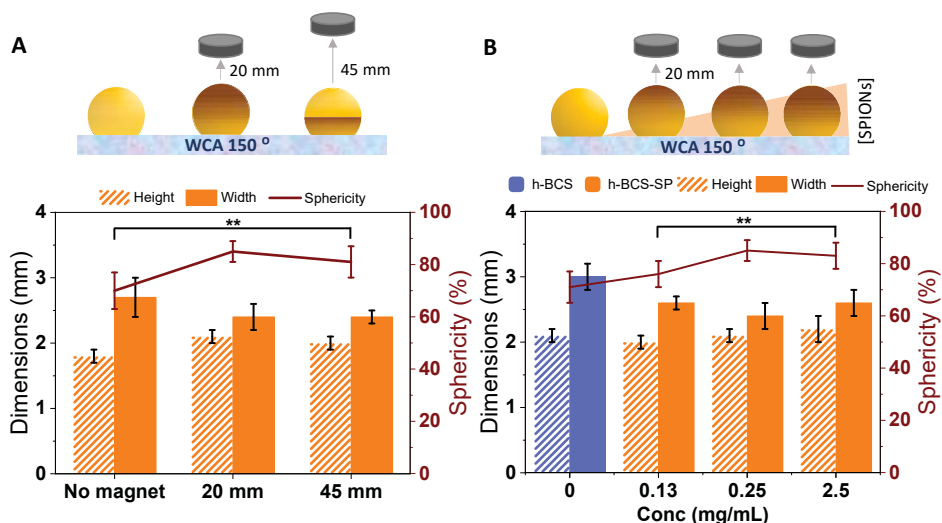 A
20 mm
45 mm
WCA 150 º
Height Width Sphericity
**
Dimensions (mm)
4
3
2
1
0
100
80
60
40
20
0
Sphericity (%)
No magnet 20 mm 45 mm
B
20 mm
[SPIONs]
WCA 150 º
h-BCS h-BCS-SP Height Width Sphericity
**
Dimensions (mm)
4
3
2
1
0
100
80
60
40
20
0
Sphericity (%)
0 0.13 0.25 2.5
Conc (mg/mL)